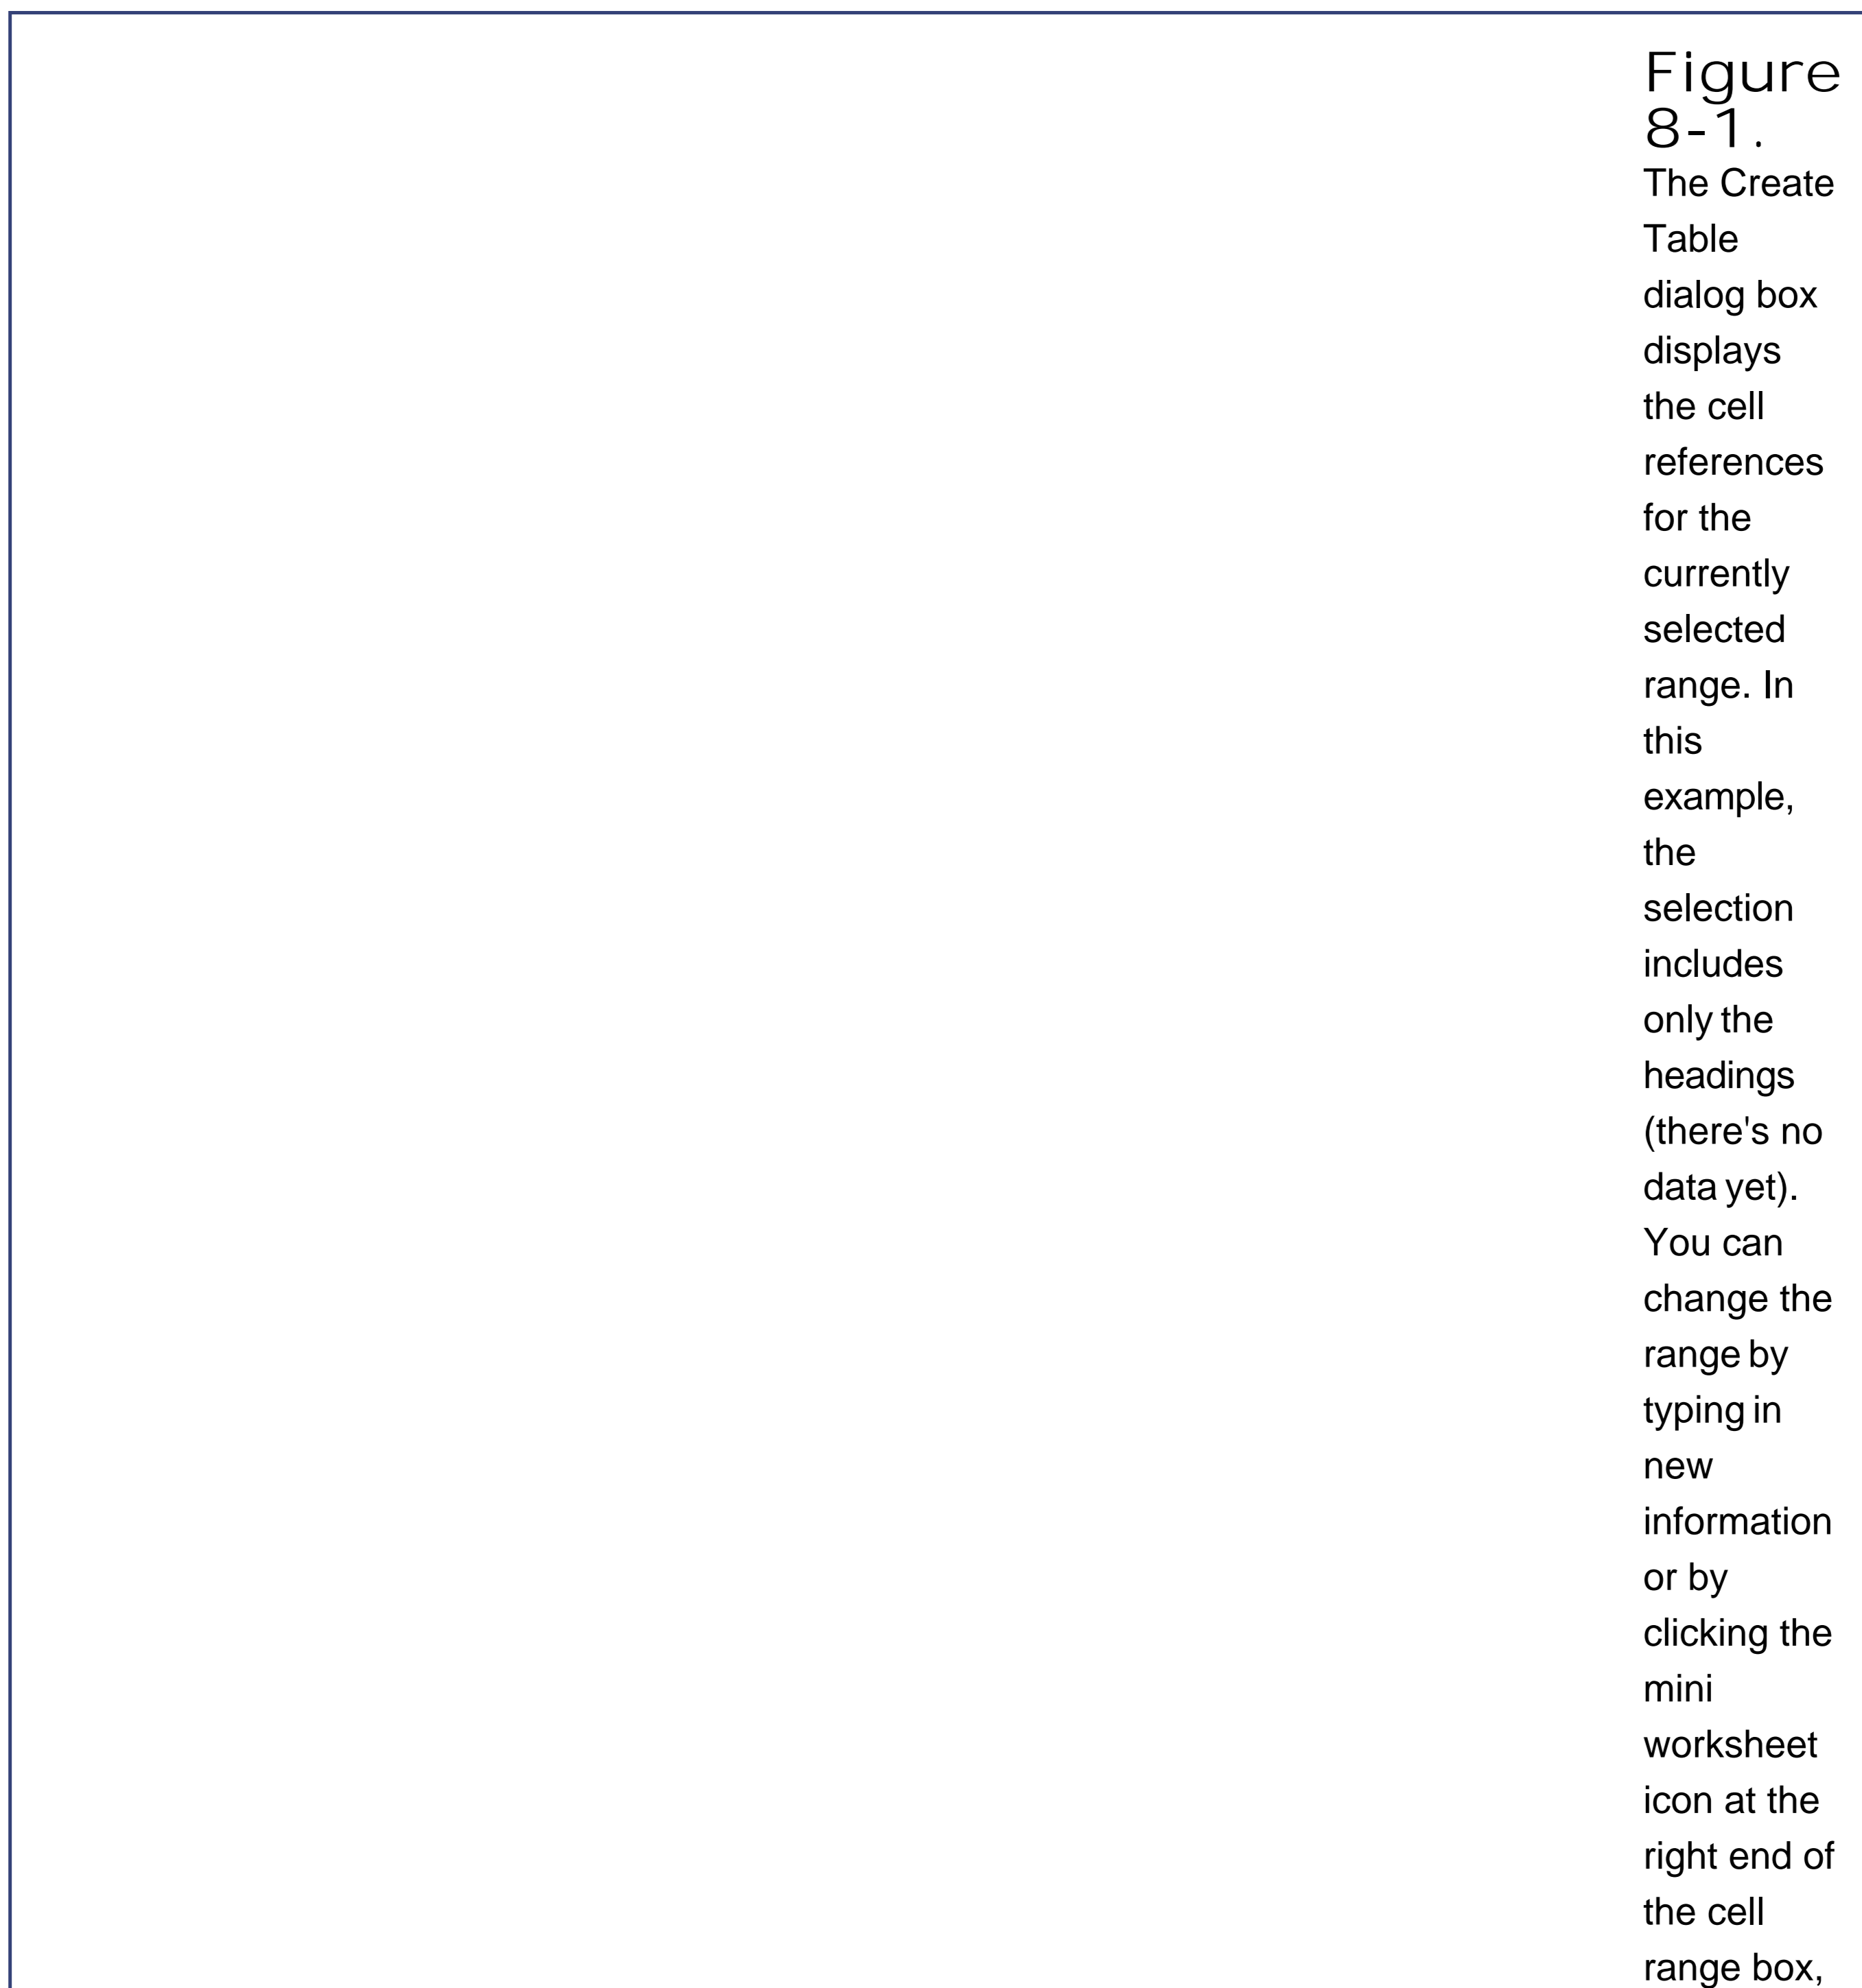 Figure
8-1.
The Create
Table
dialog box
displays
the cell
references
for the
currently
selected
range. In
this
example,
the
selection
includes
only the
headings
(there's no
data yet).
You can
change the
range by
typing in
new
information
or by
clicking the
mini
worksheet
icon at the
right end of
the cell
range box,